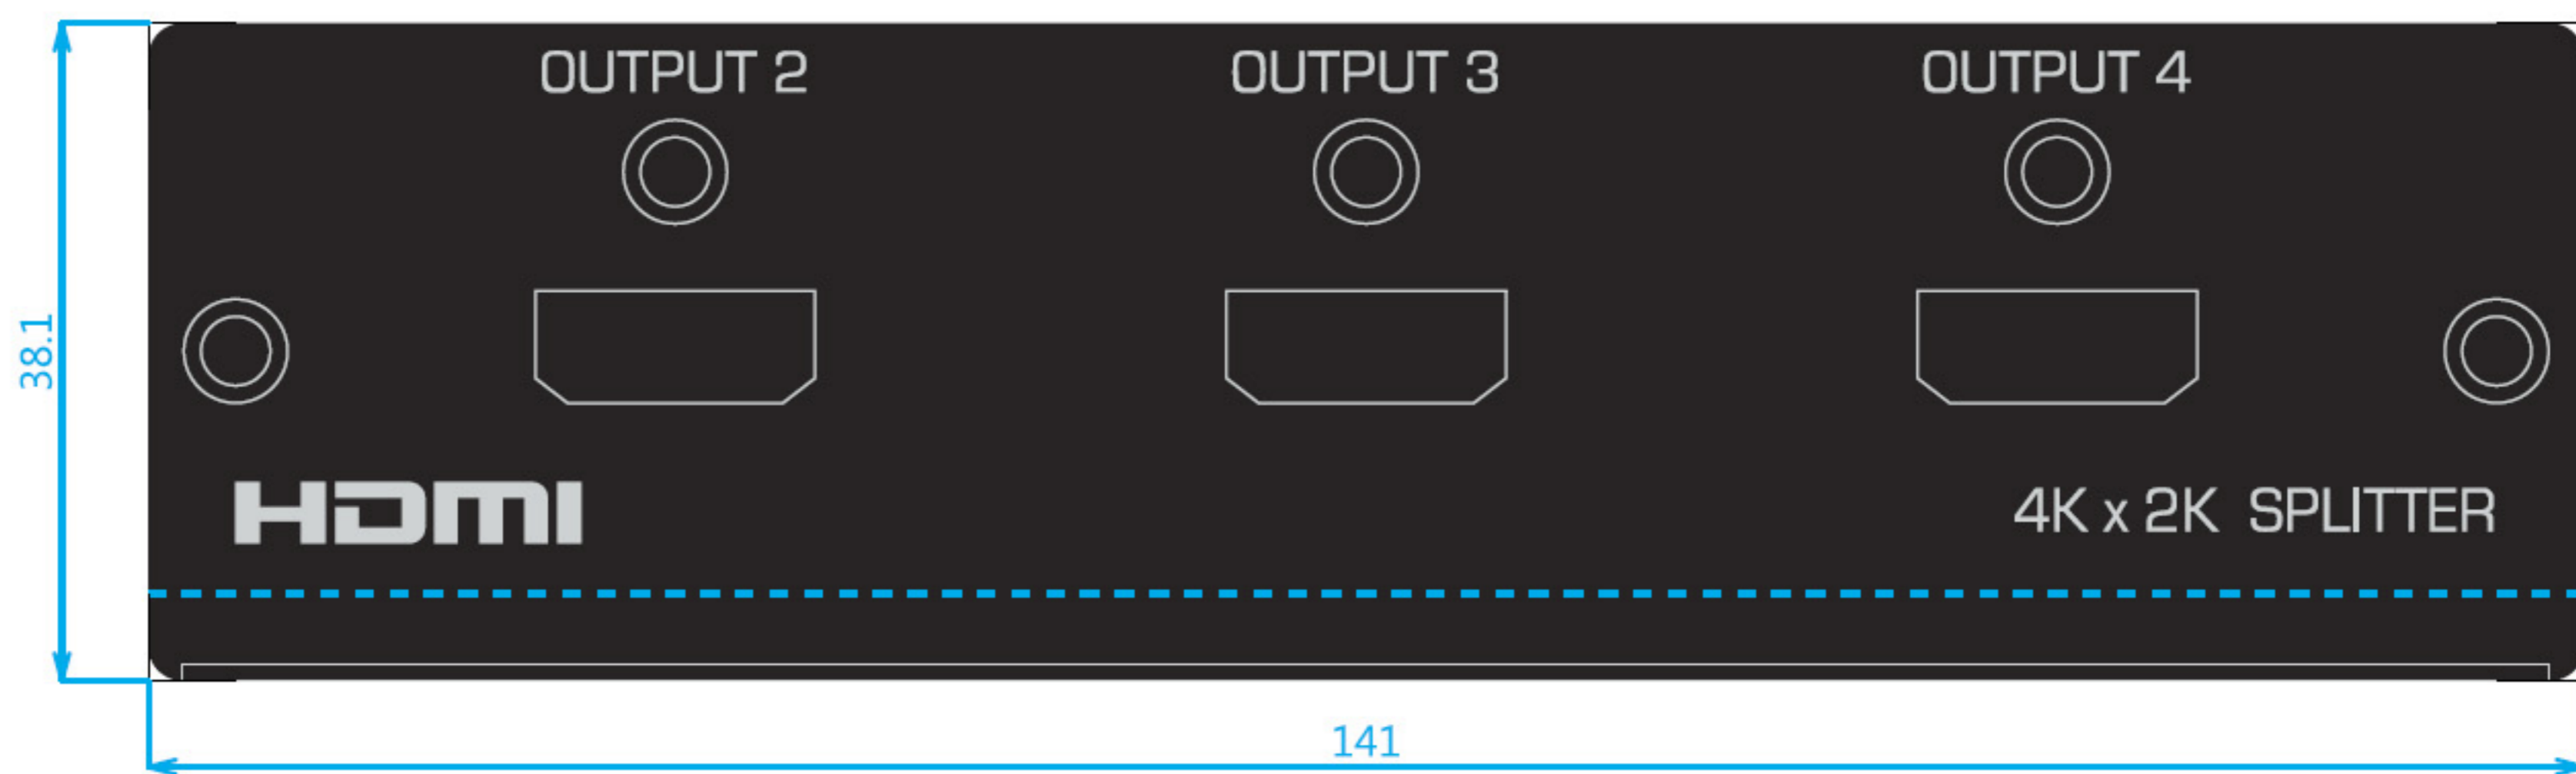 OUTPUT 2
OUTPUT 3
OUTPUT 4
38.1
HDMI
4K x 2K SPLITTER
141